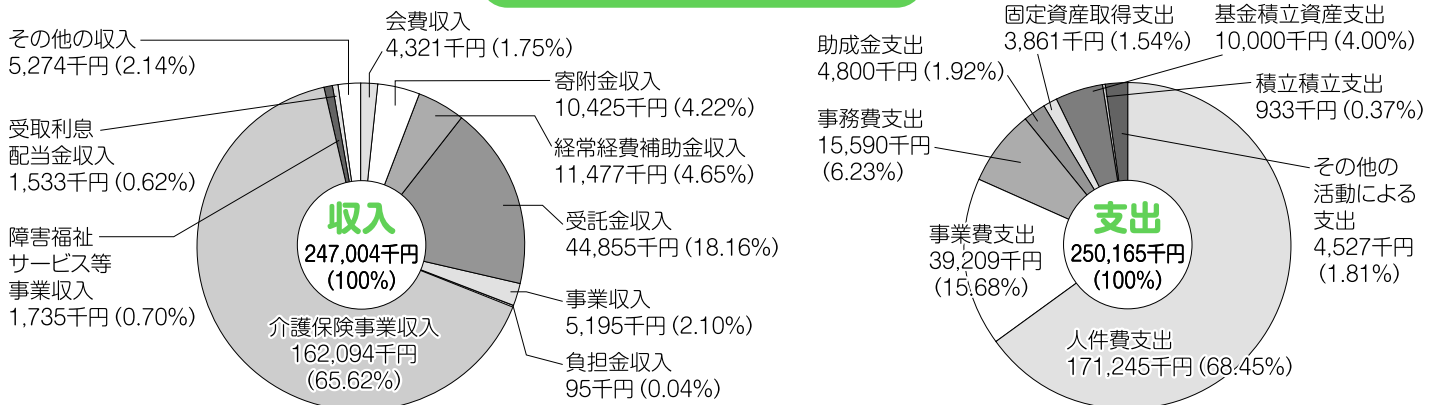 会費収入
4,321千円(1.75%)
寄附金収入
10,425千円(4.22%)
経常経費補助金収入
11,477千円(4.65%)
受託金収入
44,855千円(18.16%)
事業収入
5,195千円(2.10%)
負担金収入
95千円(0.04%)
介護保険事業収入
162,094千円
(65.62%)
障害福祉
サービス等
事業収入
1,735千円(0.70%)
受取利息
配当金収入
1,533千円(0.62%)
その他の収入
5,274千円(2.14%)
収入
247,004千円
(100%)
人件費支出
171,245千円(68.45%)
事業費支出
39,209千円
(15.68%)
事務費支出
15,590千円
(6.23%)
助成金支出
4,800千円(1.92%)
固定資産取得支出
3,861千円(1.54%)
基金積立資産支出
10,000千円(4.00%)
積立積立支出
933千円(0.37%)
その他の
活動による
支出
4,527千円
(1.81%)
支出
250,165千円
(100%)